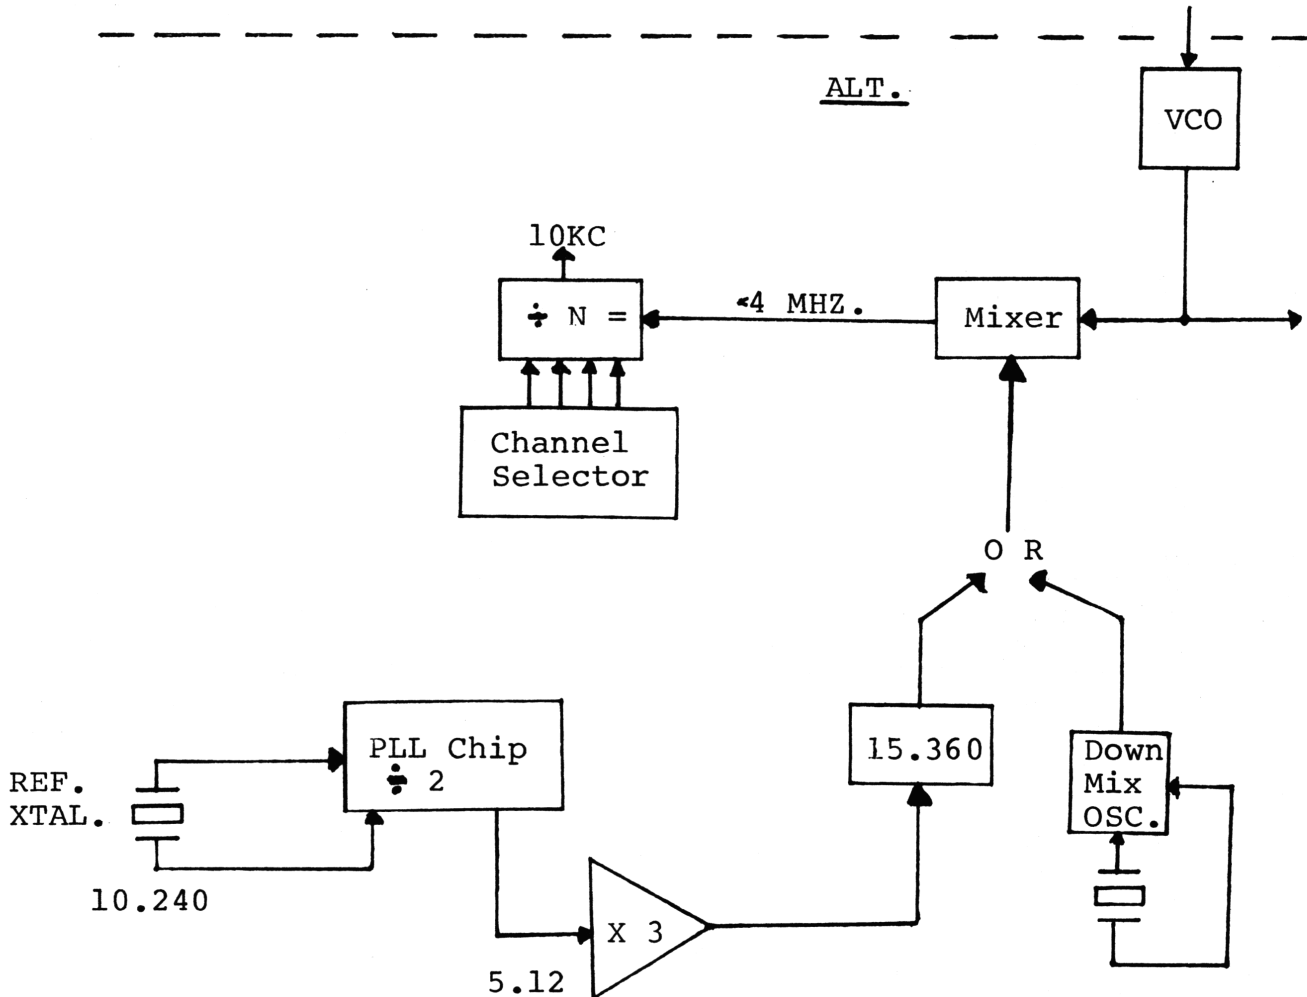 ALT.
VCO
10KC
÷ N =
<4 MHZ.
Mixer
Channel
Selector
O R
PLL Chip
÷ 2
15.360
Down
Mix
OSC.
REF.
XTAL.
10.240
X 3
5.12